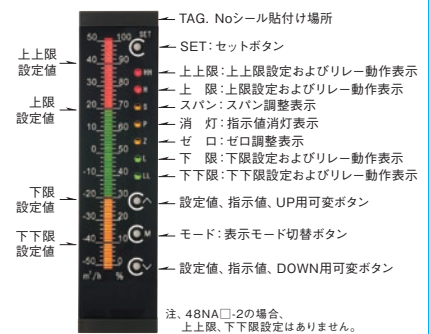 TAG. Noシール貼付け場所
SET：セットボタン
上上限：上上限設定およびリレー動作表示
上　限：上限設定およびリレー動作表示
スパン：スパン調整表示
消　灯：指示値消灯表示
ゼ　ロ：ゼロ調整表示
下　限：下限設定およびリレー動作表示
下下限：下下限設定およびリレー動作表示
設定値、指示値、UP用可変ボタン
モード：表示モード切替ボタン
設定値、指示値、DOWN用可変ボタン
注、48NA□-2の場合、
上上限、下下限設定はありません。
上上限
設定値
上限
設定値
下限
設定値
下下限
設定値
50 100 SET
40 90
30 80 HH
H
20 70 S
10 60 P
0 50 Z
L
-10 40 LL
-20 30
-30 20
-40 10 M
-50 0
m³/h %